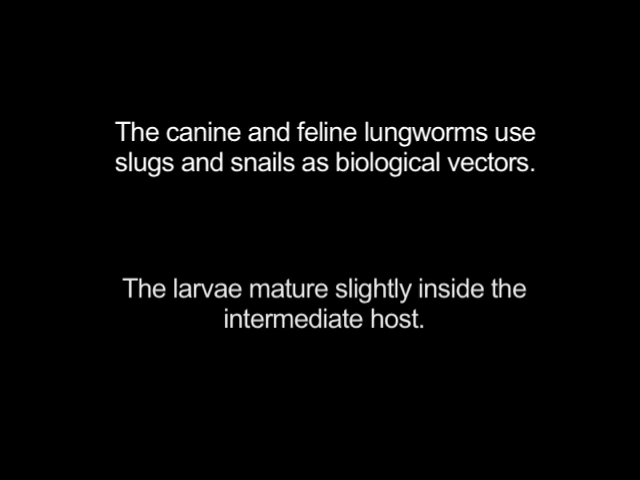 The canine and feline lungworms use
slugs and snails as biological vectors.
The larvae mature slightly inside the
intermediate host.